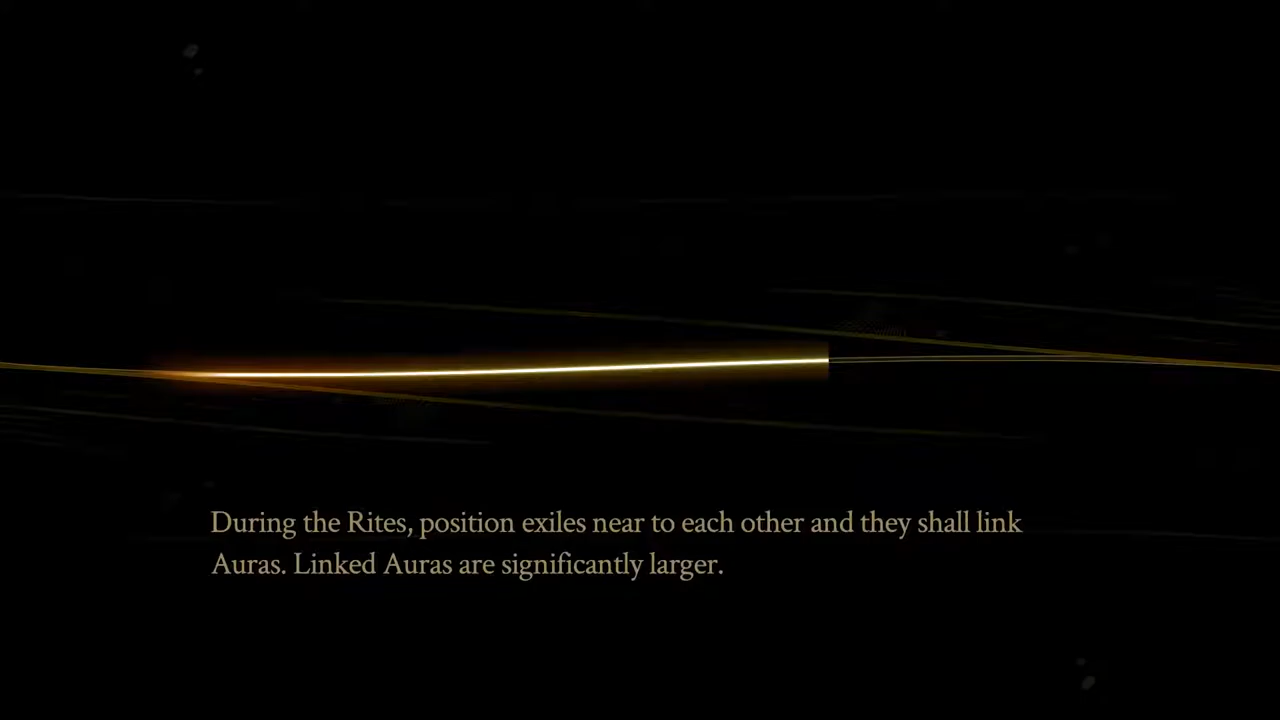 During the Rites, position exiles near to each other and they shall link
Auras. Linked Auras are significantly larger.